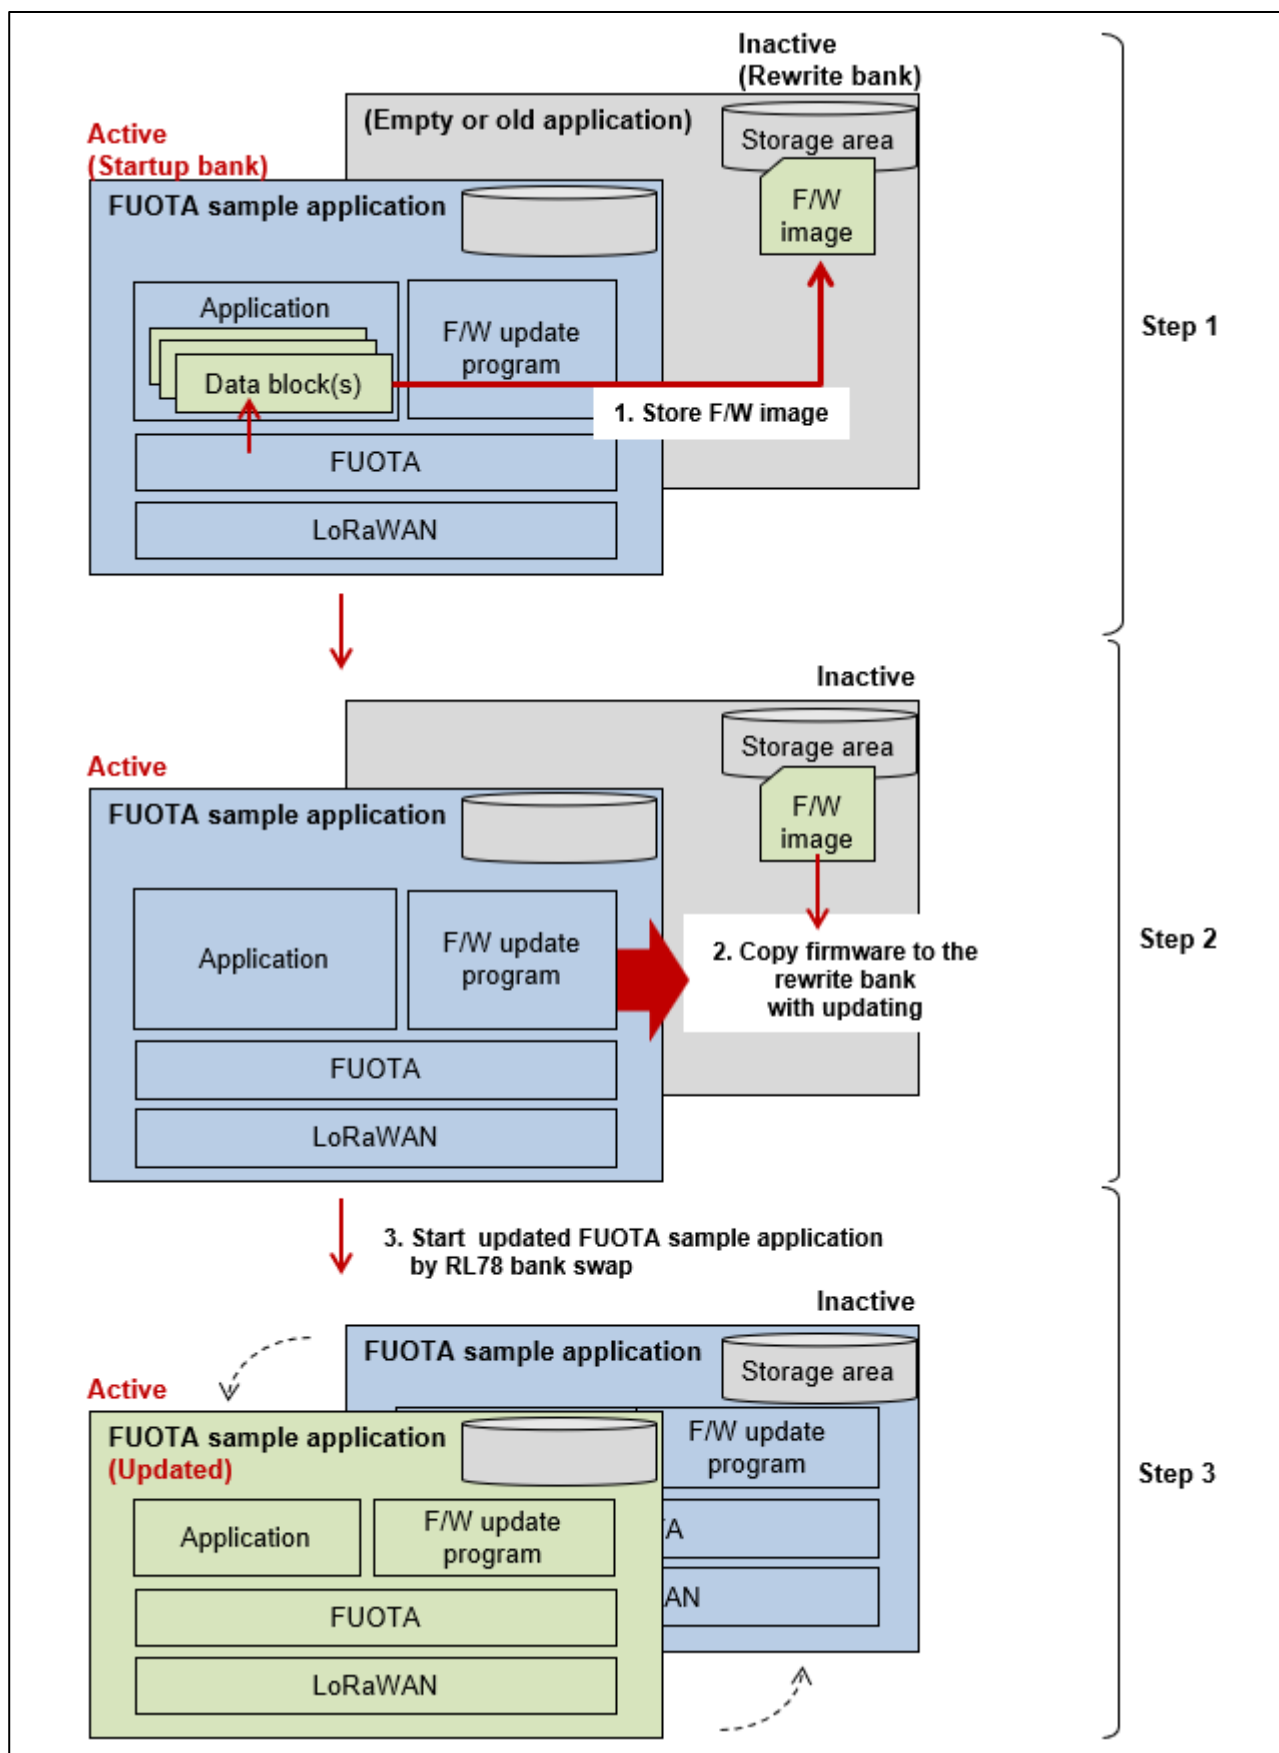 Inactive
(Rewrite bank)
(Empty or old application)
Storage area
Active
(Startup bank)
FUOTA sample application
F/W
image
Application
F/W update
program
Data block(s)
1. Store F/W image
FUOTA
LoRaWAN
Step 1
Inactive
Storage area
Active
FUOTA sample application
F/W
image
Application
F/W update
program
2. Copy firmware to the
rewrite bank
with updating
FUOTA
LoRaWAN
Step 2
3. Start updated FUOTA sample application
by RL78 bank swap
Inactive
FUOTA sample application
Storage area
Active
FUOTA sample application
(Updated)
F/W update
program
Application
F/W update
program
TA
FUOTA
AN
LoRaWAN
Step 3